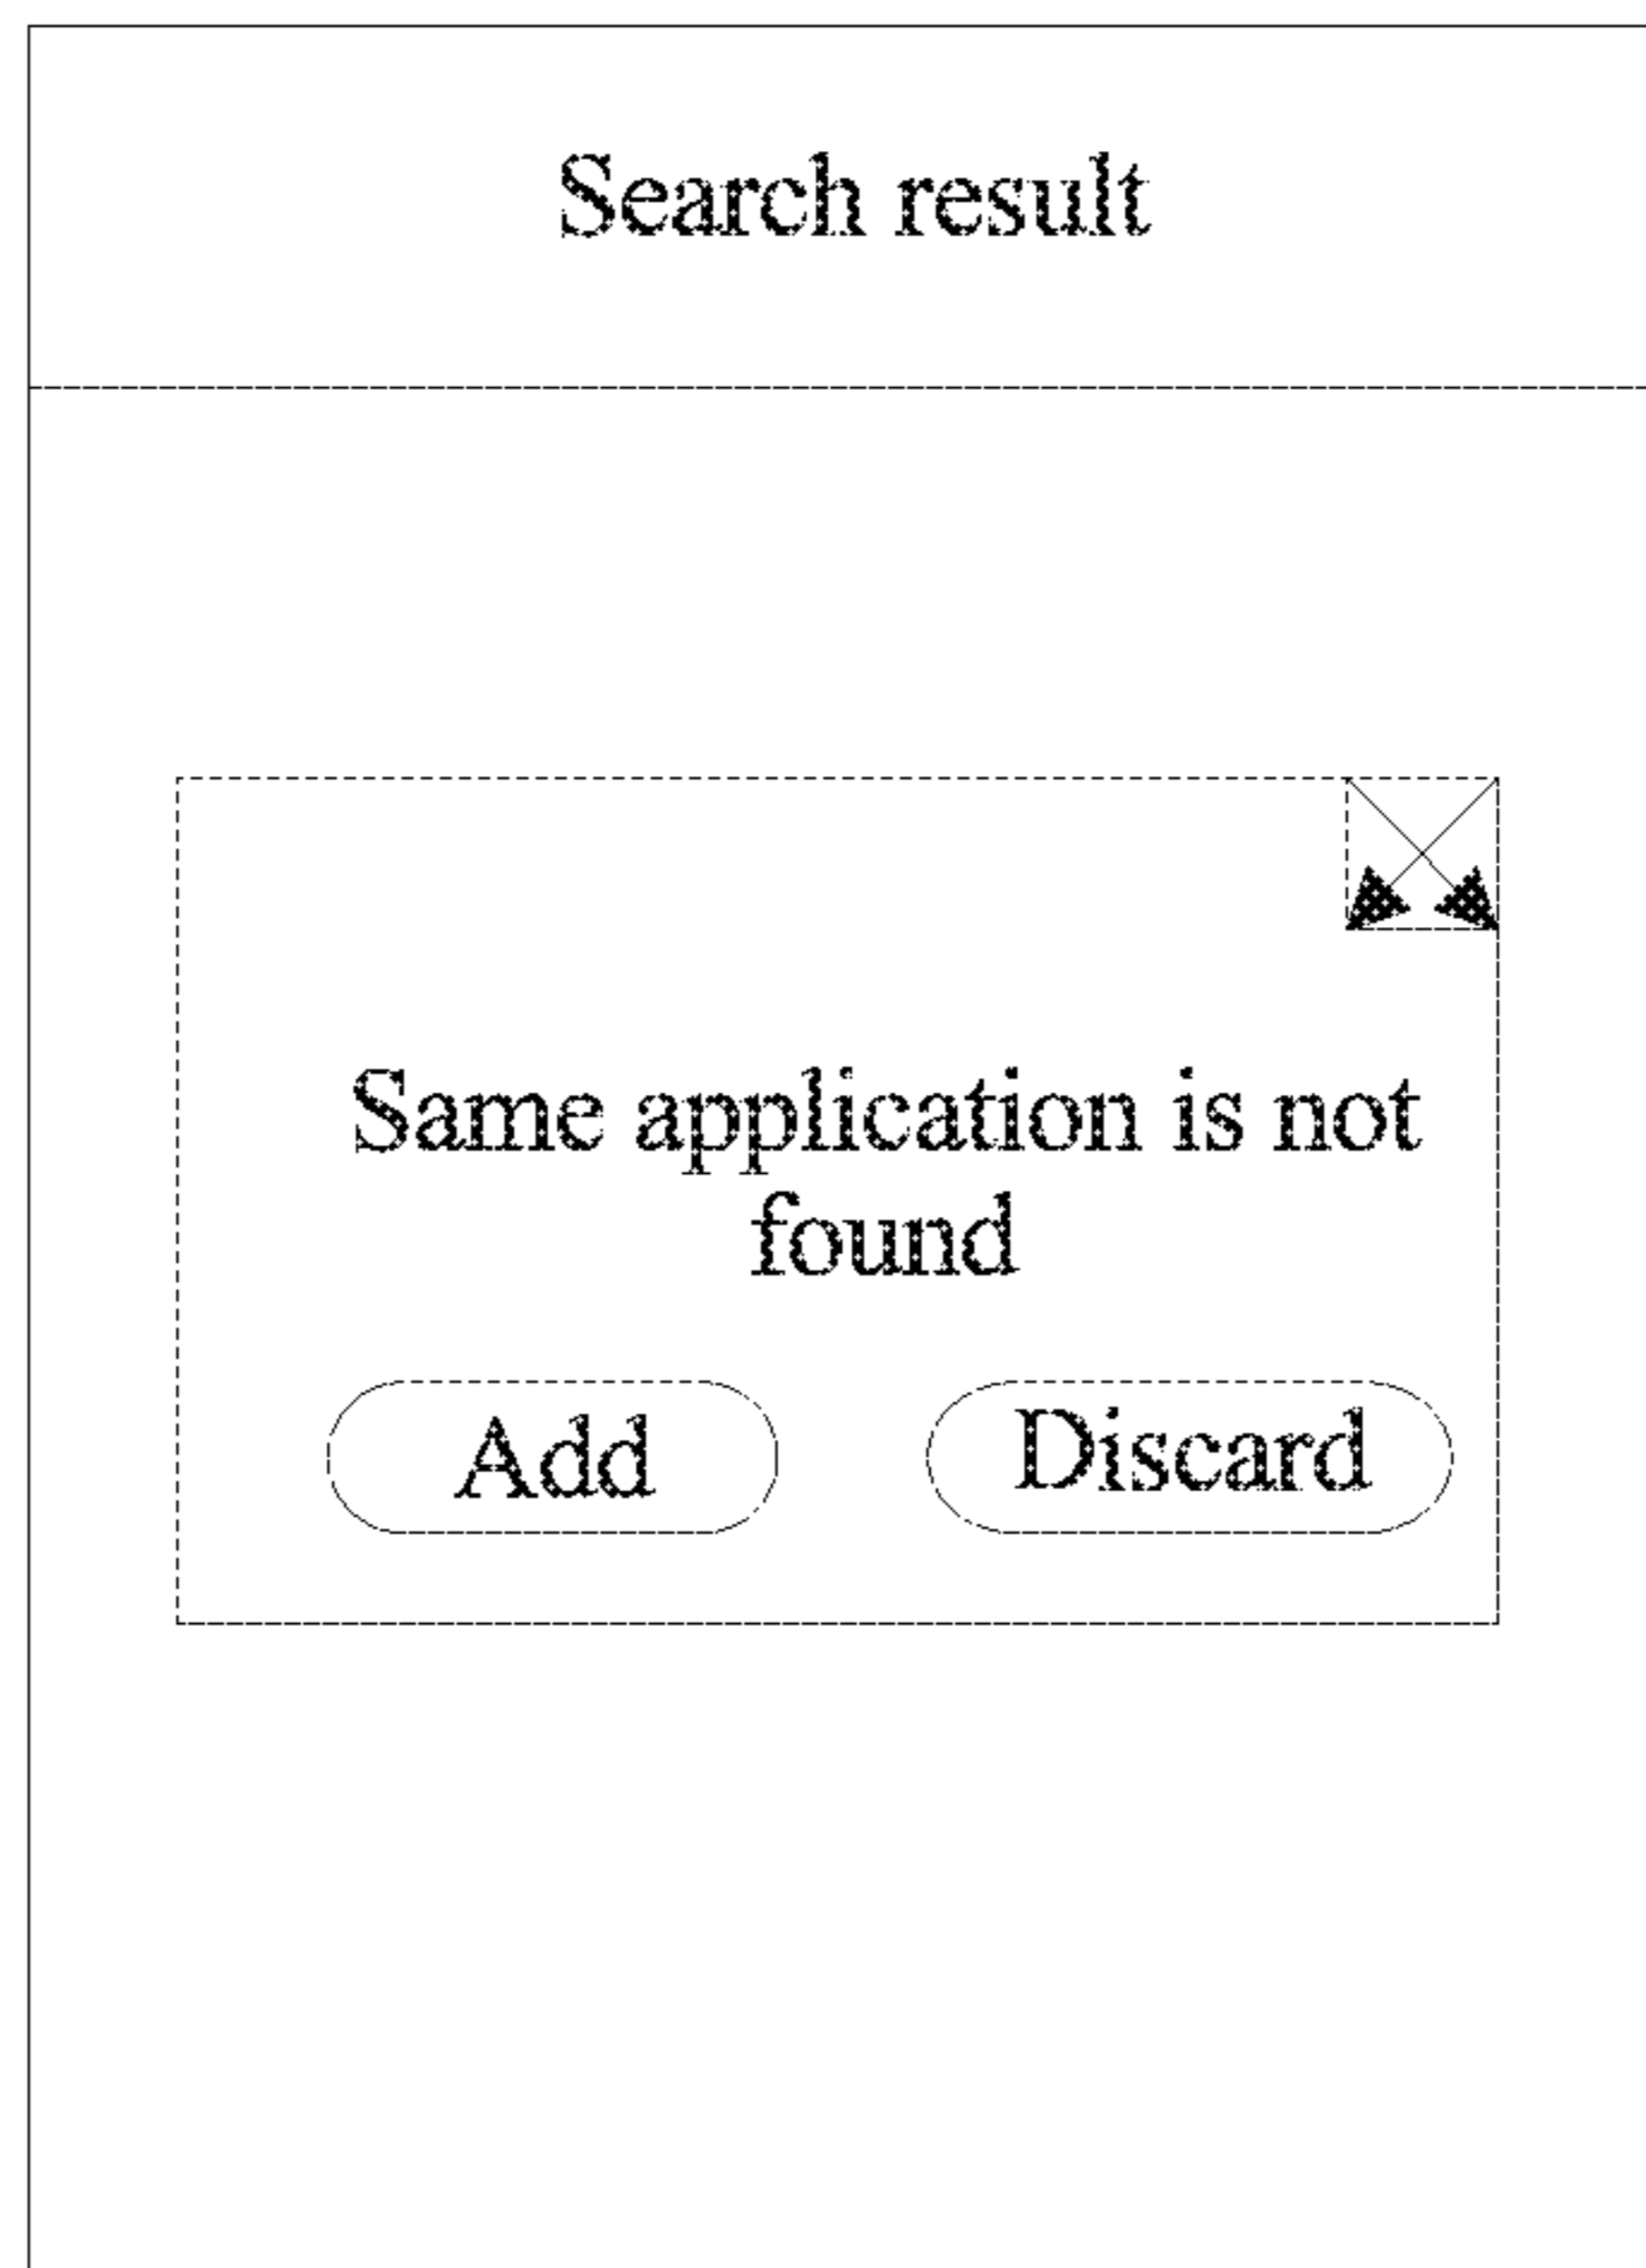 Search result
Same application is not
found
Add
Discard